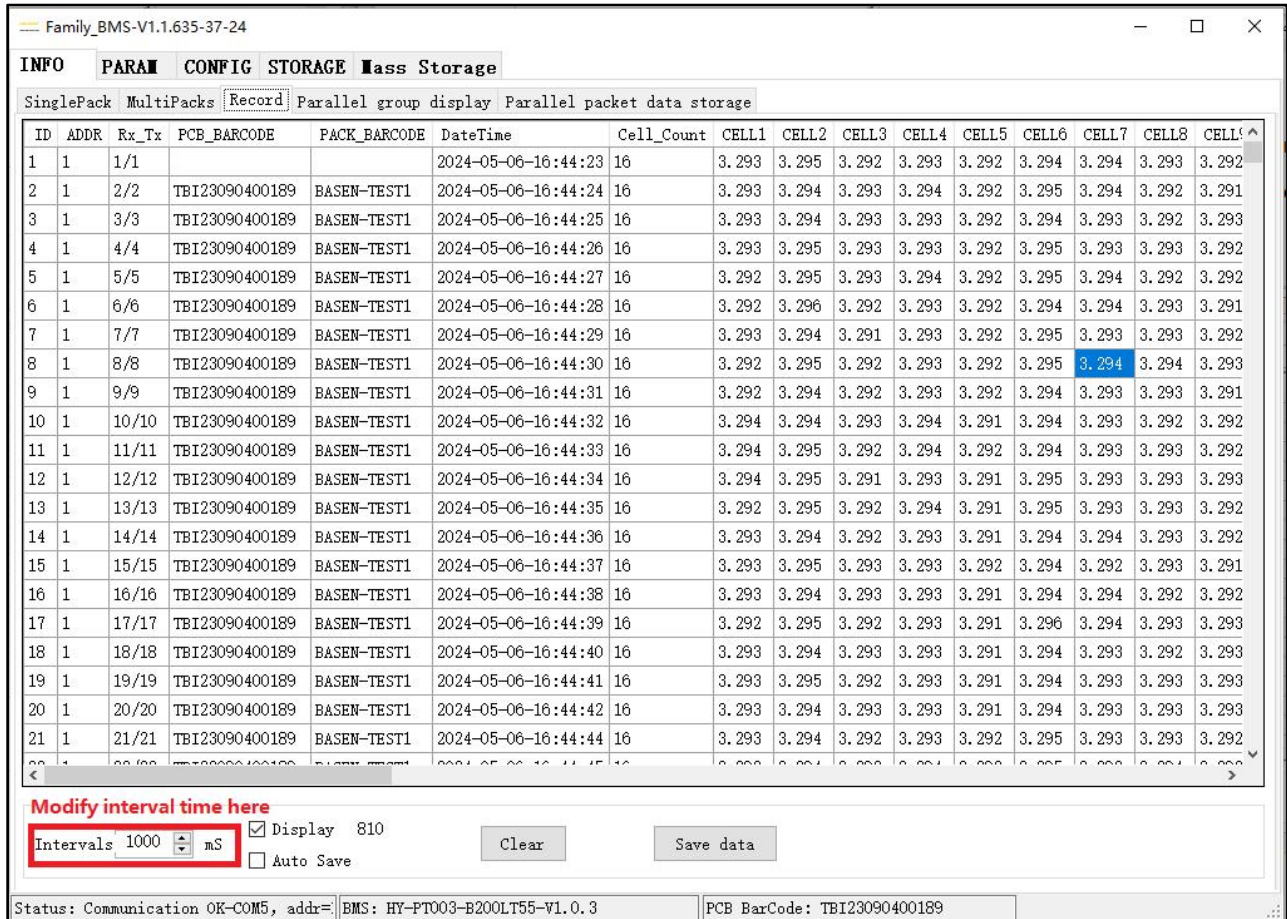 Family_BMS-V1.1.635-37-24
INFO PARAM CONFIG STORAGE Mass Storage
SinglePack MultiPacks Record Parallel group display Parallel packet data storage
ID ADDR Rx_Tx PCB_BARCODE PACK_BARCODE DateTime Cell_Count CELL1 CELL2 CELL3 CELL4 CELL5 CELL6 CELL7 CELL8 CELL9
1 1 1/1 2024-05-06-16:44:23 16 3.293 3.295 3.292 3.293 3.292 3.294 3.294 3.293 3.292
2 1 2/2 TBI23090400189 BASEN-TEST1 2024-05-06-16:44:24 16 3.293 3.294 3.293 3.294 3.292 3.295 3.294 3.292 3.291
3 1 3/3 TBI23090400189 BASEN-TEST1 2024-05-06-16:44:25 16 3.293 3.294 3.293 3.293 3.292 3.294 3.293 3.292 3.293
4 1 4/4 TBI23090400189 BASEN-TEST1 2024-05-06-16:44:26 16 3.293 3.295 3.293 3.293 3.292 3.295 3.293 3.293 3.292
5 1 5/5 TBI23090400189 BASEN-TEST1 2024-05-06-16:44:27 16 3.292 3.295 3.293 3.294 3.292 3.295 3.294 3.292 3.292
6 1 6/6 TBI23090400189 BASEN-TEST1 2024-05-06-16:44:28 16 3.292 3.296 3.292 3.293 3.292 3.294 3.294 3.293 3.291
7 1 7/7 TBI23090400189 BASEN-TEST1 2024-05-06-16:44:29 16 3.293 3.294 3.291 3.293 3.292 3.295 3.293 3.293 3.292
8 1 8/8 TBI23090400189 BASEN-TEST1 2024-05-06-16:44:30 16 3.292 3.295 3.292 3.293 3.292 3.295 3.294 3.294 3.293
9 1 9/9 TBI23090400189 BASEN-TEST1 2024-05-06-16:44:31 16 3.292 3.294 3.292 3.293 3.292 3.294 3.293 3.293 3.291
10 1 10/10 TBI23090400189 BASEN-TEST1 2024-05-06-16:44:32 16 3.294 3.294 3.293 3.294 3.291 3.294 3.293 3.292 3.292
11 1 11/11 TBI23090400189 BASEN-TEST1 2024-05-06-16:44:33 16 3.294 3.295 3.292 3.294 3.292 3.294 3.293 3.293 3.292
12 1 12/12 TBI23090400189 BASEN-TEST1 2024-05-06-16:44:34 16 3.294 3.295 3.291 3.293 3.291 3.295 3.293 3.293 3.293
13 1 13/13 TBI23090400189 BASEN-TEST1 2024-05-06-16:44:35 16 3.292 3.295 3.292 3.294 3.291 3.295 3.293 3.293 3.292
14 1 14/14 TBI23090400189 BASEN-TEST1 2024-05-06-16:44:36 16 3.293 3.294 3.292 3.293 3.291 3.294 3.294 3.293 3.292
15 1 15/15 TBI23090400189 BASEN-TEST1 2024-05-06-16:44:37 16 3.293 3.295 3.293 3.293 3.292 3.294 3.292 3.293 3.291
16 1 16/16 TBI23090400189 BASEN-TEST1 2024-05-06-16:44:38 16 3.293 3.294 3.293 3.293 3.291 3.294 3.294 3.292 3.292
17 1 17/17 TBI23090400189 BASEN-TEST1 2024-05-06-16:44:39 16 3.292 3.295 3.292 3.293 3.291 3.296 3.294 3.293 3.293
18 1 18/18 TBI23090400189 BASEN-TEST1 2024-05-06-16:44:40 16 3.293 3.294 3.293 3.293 3.291 3.294 3.293 3.292 3.293
19 1 19/19 TBI23090400189 BASEN-TEST1 2024-05-06-16:44:41 16 3.293 3.295 3.292 3.293 3.291 3.294 3.293 3.293 3.293
20 1 20/20 TBI23090400189 BASEN-TEST1 2024-05-06-16:44:42 16 3.293 3.294 3.293 3.293 3.291 3.294 3.293 3.293 3.293
21 1 21/21 TBI23090400189 BASEN-TEST1 2024-05-06-16:44:44 16 3.293 3.294 3.292 3.293 3.292 3.295 3.293 3.293 3.292
Modify interval time here
Intervals 1000 mS
Display 810
Auto Save
Clear
Save data
Status: Communication OK-COM5, addr= BMS: HY-PT003-B200LT55-V1.0.3 PCB BarCode: TBI23090400189